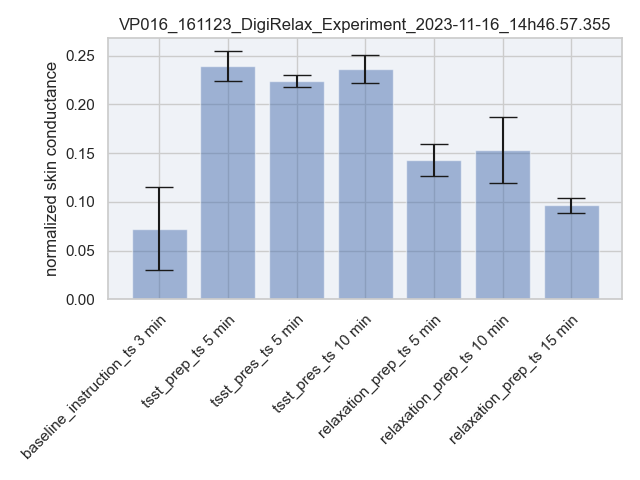 VP016_161123_DigiRelax_Experiment_2023-11-16_14h46.57.355
normalized skin conductance
0.25
0.20
0.15
0.10
0.05
0.00
baseline_instruction_ts 3 min
tsst_prep_ts 5 min
tsst_pres_ts 5 min
tsst_pres_ts 10 min
relaxation_prep_ts 5 min
relaxation_prep_ts 10 min
relaxation_prep_ts 15 min